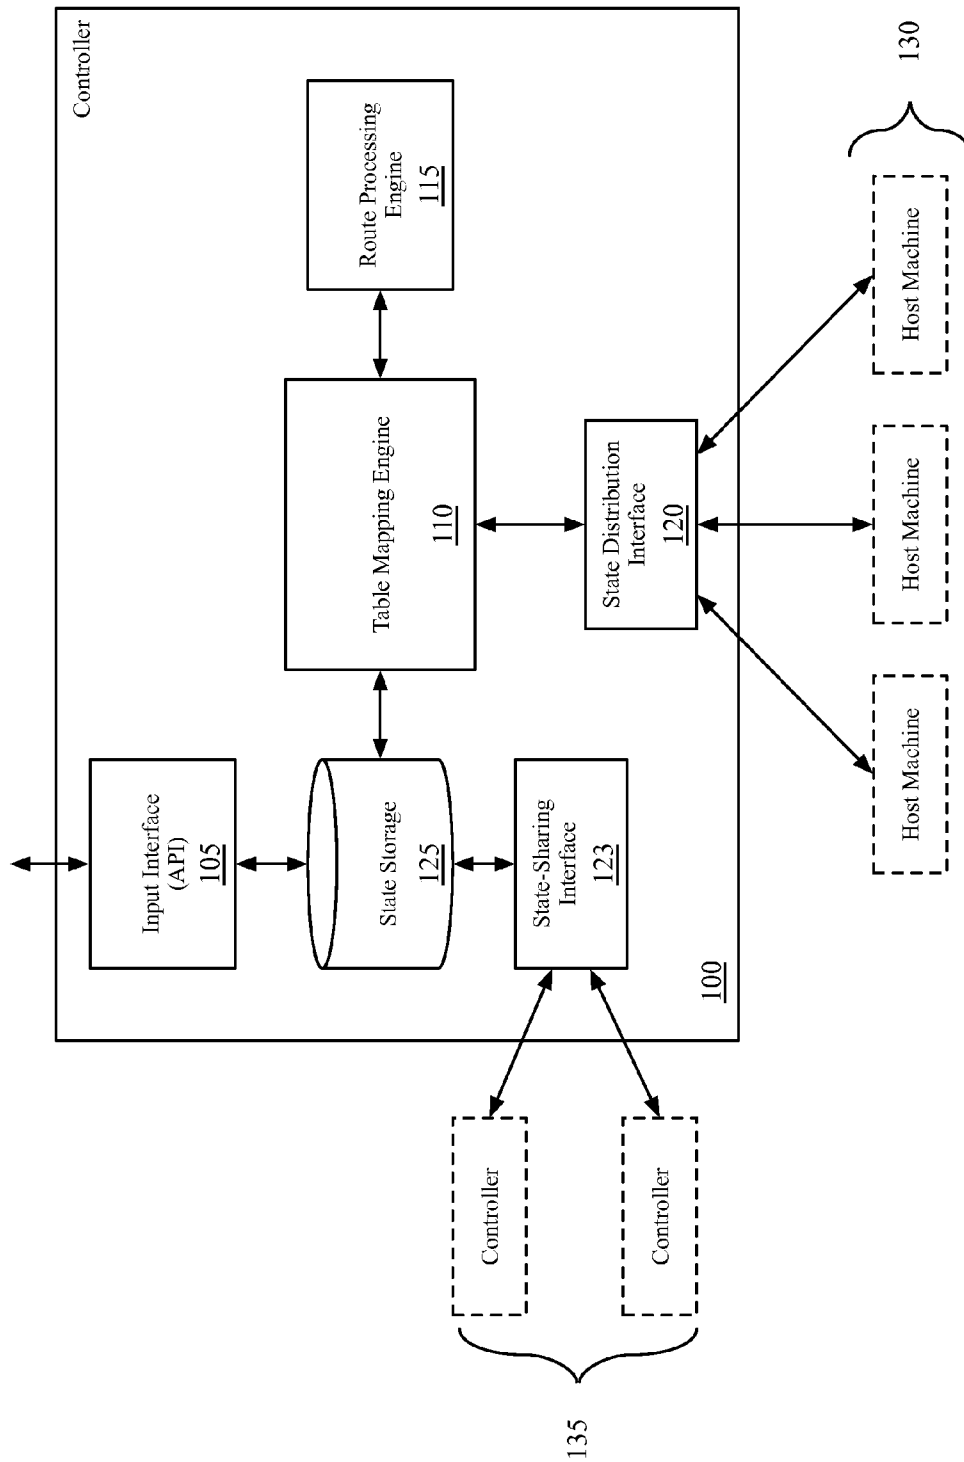 Controller
Input Interface
(API)
105
State Storage
125
State-Sharing
Interface
123
Table Mapping Engine
110
Route Processing
Engine
115
State Distribution
Interface
120
100
Controller
Controller
135
Host Machine
Host Machine
Host Machine
130